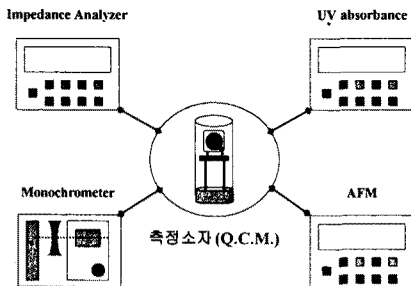 Impedance Analyzer
UV absorbance
Monochrometer
AFM
측정소자 (Q.C.M.)